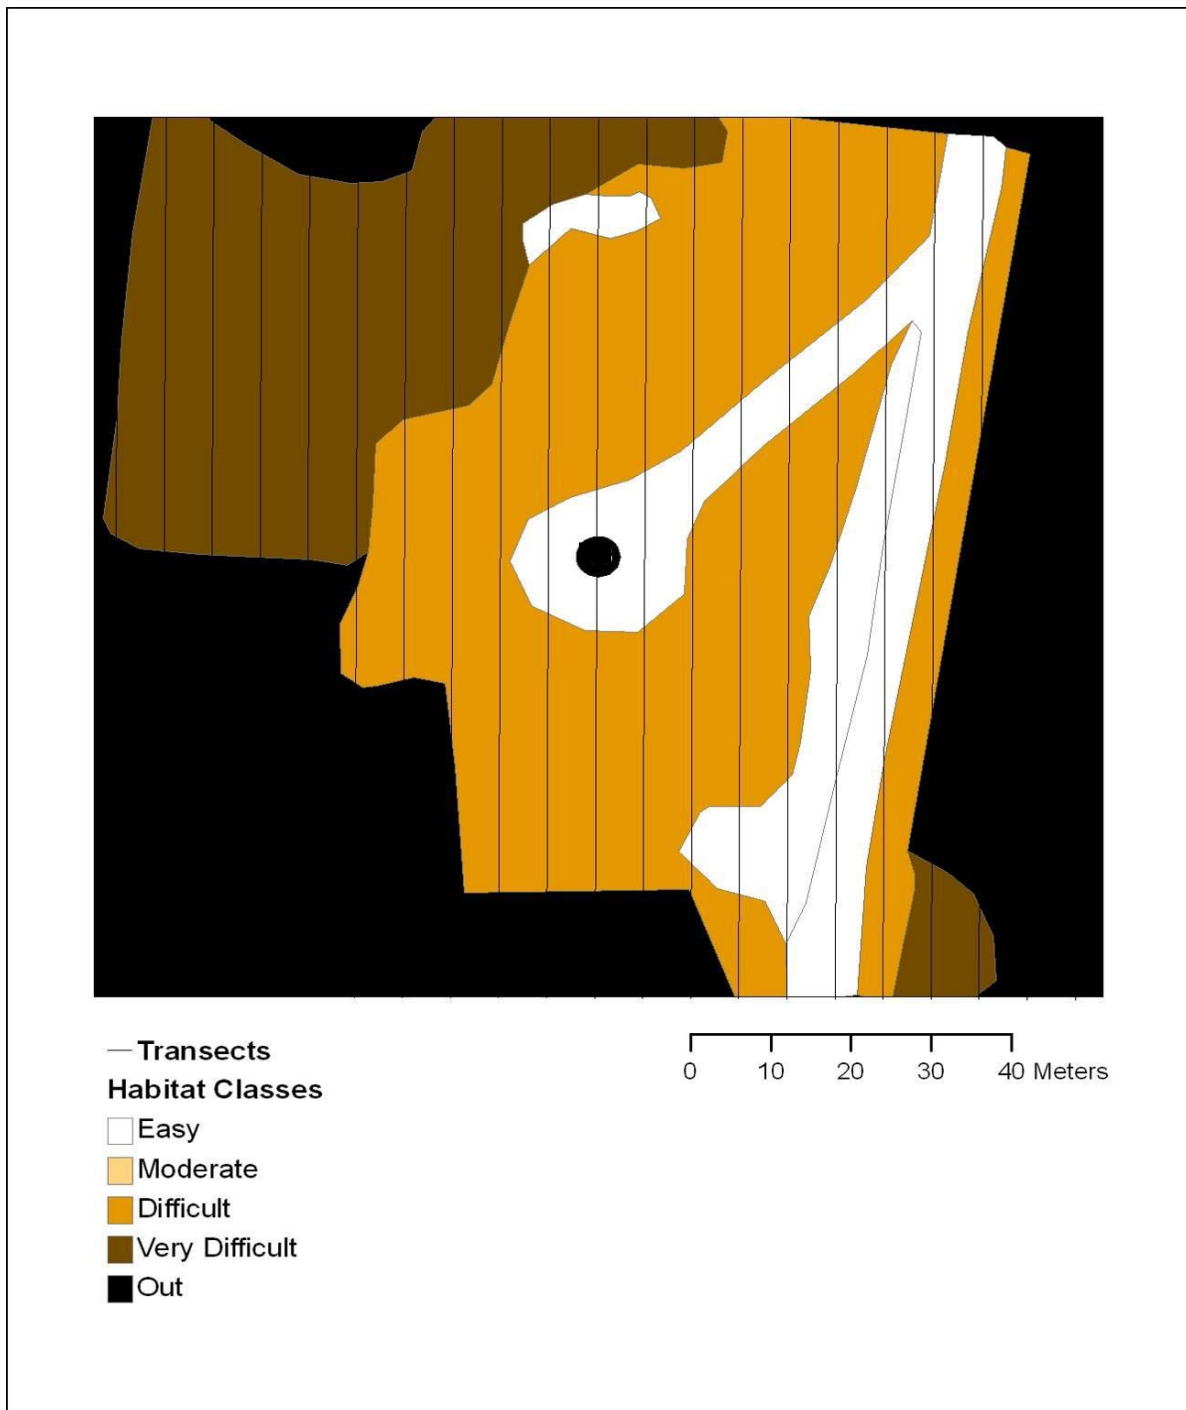 Transects
Habitat Classes
Easy
Moderate
Difficult
Very Difficult
Out
0 10 20 30 40 Meters